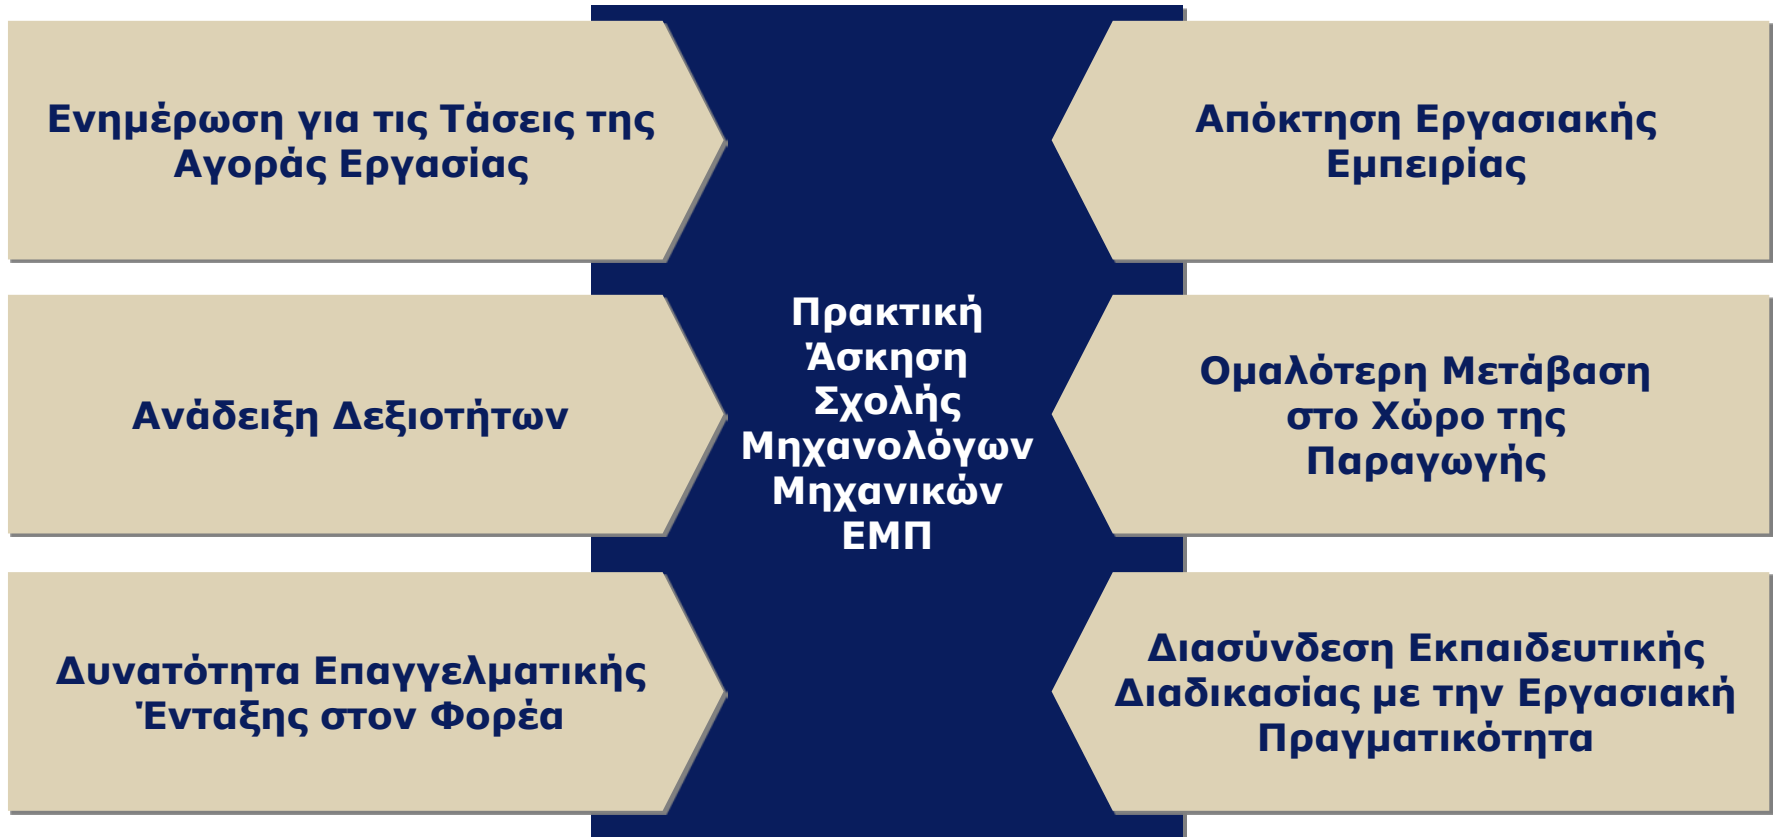 Ενημέρωση για τις Τάσεις της
Αγοράς Εργασίας
Απόκτηση Εργασιακής
Εμπειρίας
Πρακτική
Άσκηση
Σχολής
Μηχανολόγων
Μηχανικών
ΕΜΠ
Ανάδειξη Δεξιοτήτων
Ομαλότερη Μετάβαση
στο Χώρο της
Παραγωγής
Δυνατότητα Επαγγελματικής
Ένταξης στον Φορέα
Διασύνδεση Εκπαιδευτικής
Διαδικασίας με την Εργασιακή
Πραγματικότητα